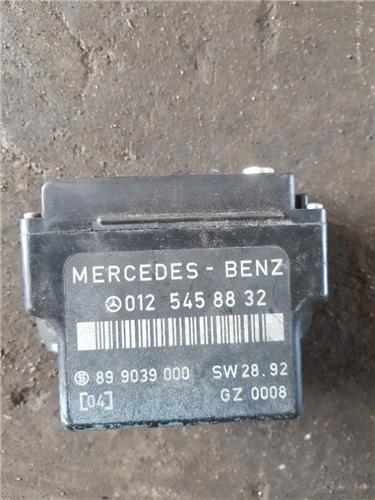 MERCEDES - BENZ
012 545 88 32
89 9039 000 SW28.92
[04] GZ 0008